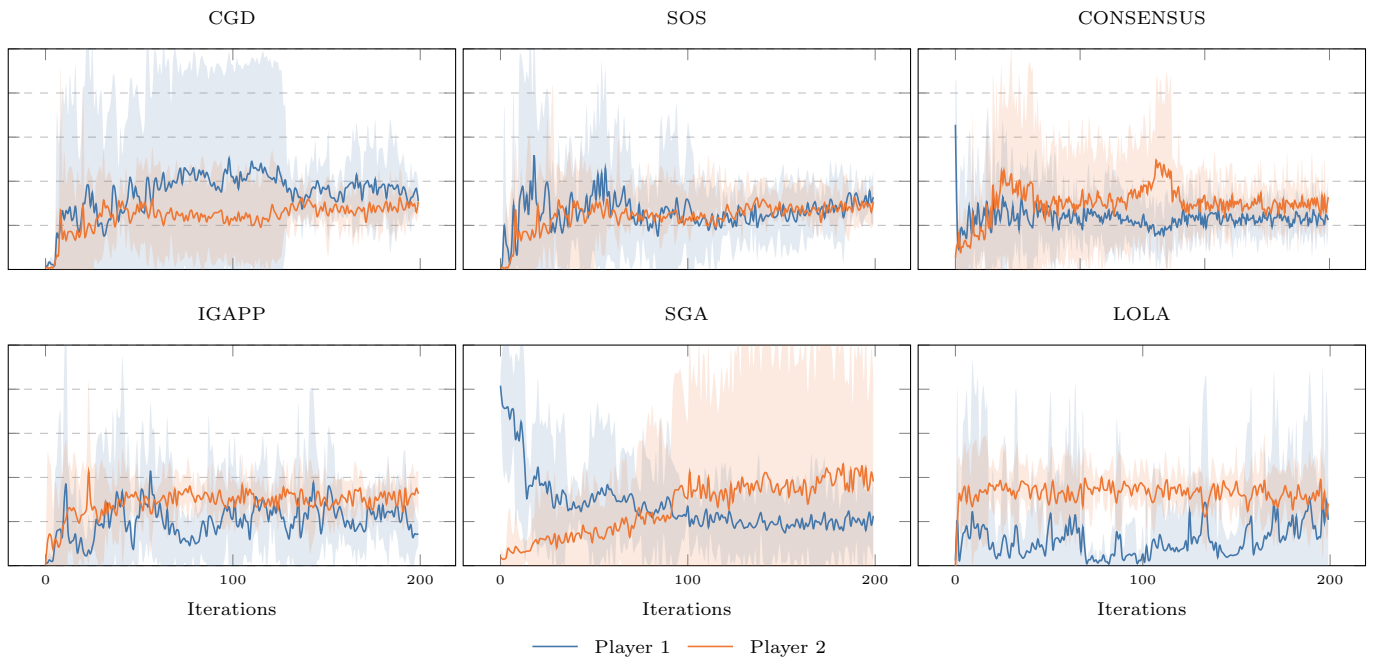 CGD SOS CONSENSUS
IGAPP SGA LOLA
0 100 200 0 100 200 0 100 200
Iterations Iterations Iterations
Player 1 Player 2